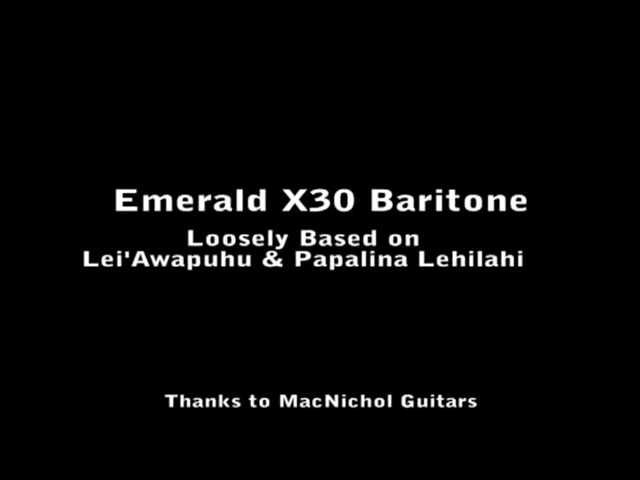 Emerald X30 Baritone
Loosely Based on
Lei'Awapuhu & Papalina Lehilahi
Thanks to MacNichol Guitars